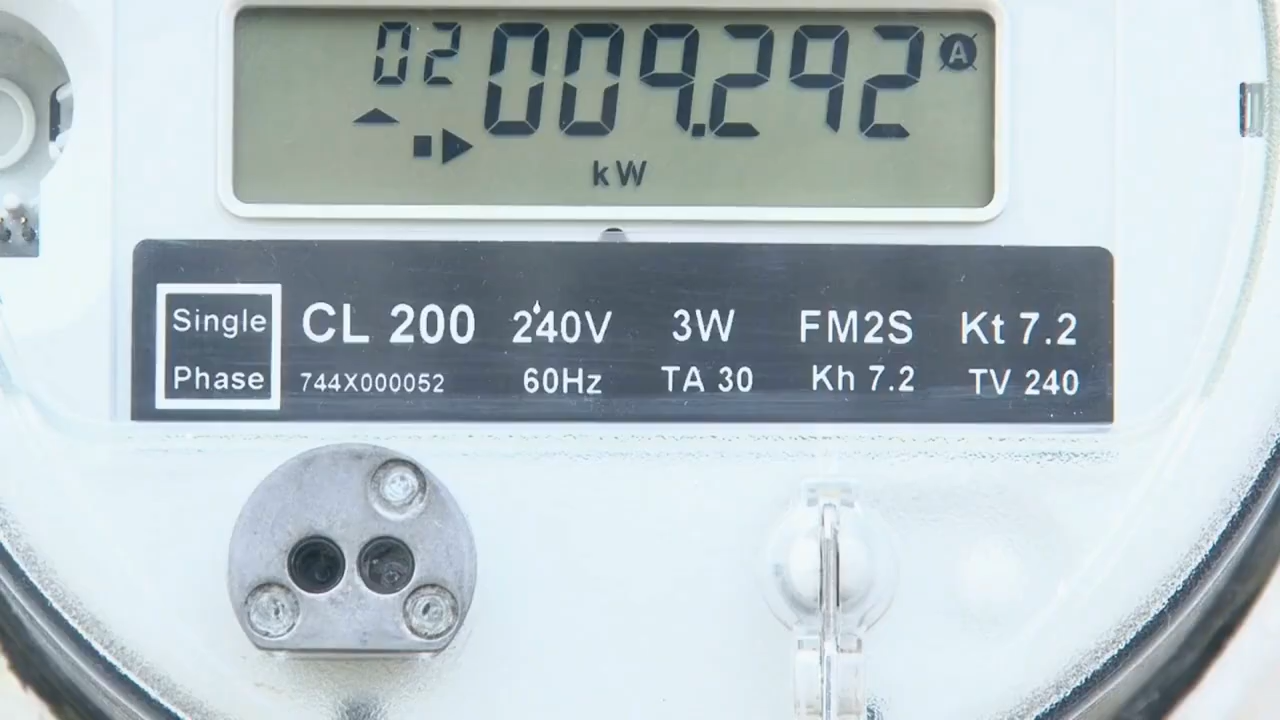 02 009.292 A
kW
Single Phase
CL 200 240V 3W FM2S Kt 7.2
744X000052 60Hz TA 30 Kh 7.2 TV 240